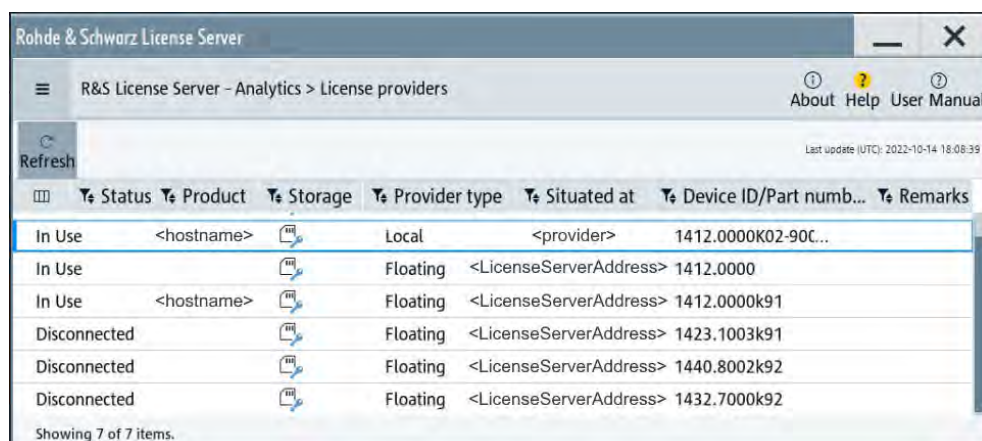 Rohde & Schwarz License Server
R&S License Server - Analytics > License providers
About Help User Manual
Refresh
Last update (UTC): 2022-10-14 18:08:39
Status Product Storage Provider type Situated at Device ID/Part numb... Remarks
In Use <hostname> Local <provider> 1412.0000K02-90C...
In Use Floating <LicenseServerAddress> 1412.0000
In Use <hostname> Floating <LicenseServerAddress> 1412.0000k91
Disconnected Floating <LicenseServerAddress> 1423.1003k91
Disconnected Floating <LicenseServerAddress> 1440.8002k92
Disconnected Floating <LicenseServerAddress> 1432.7000k92
Showing 7 of 7 items.